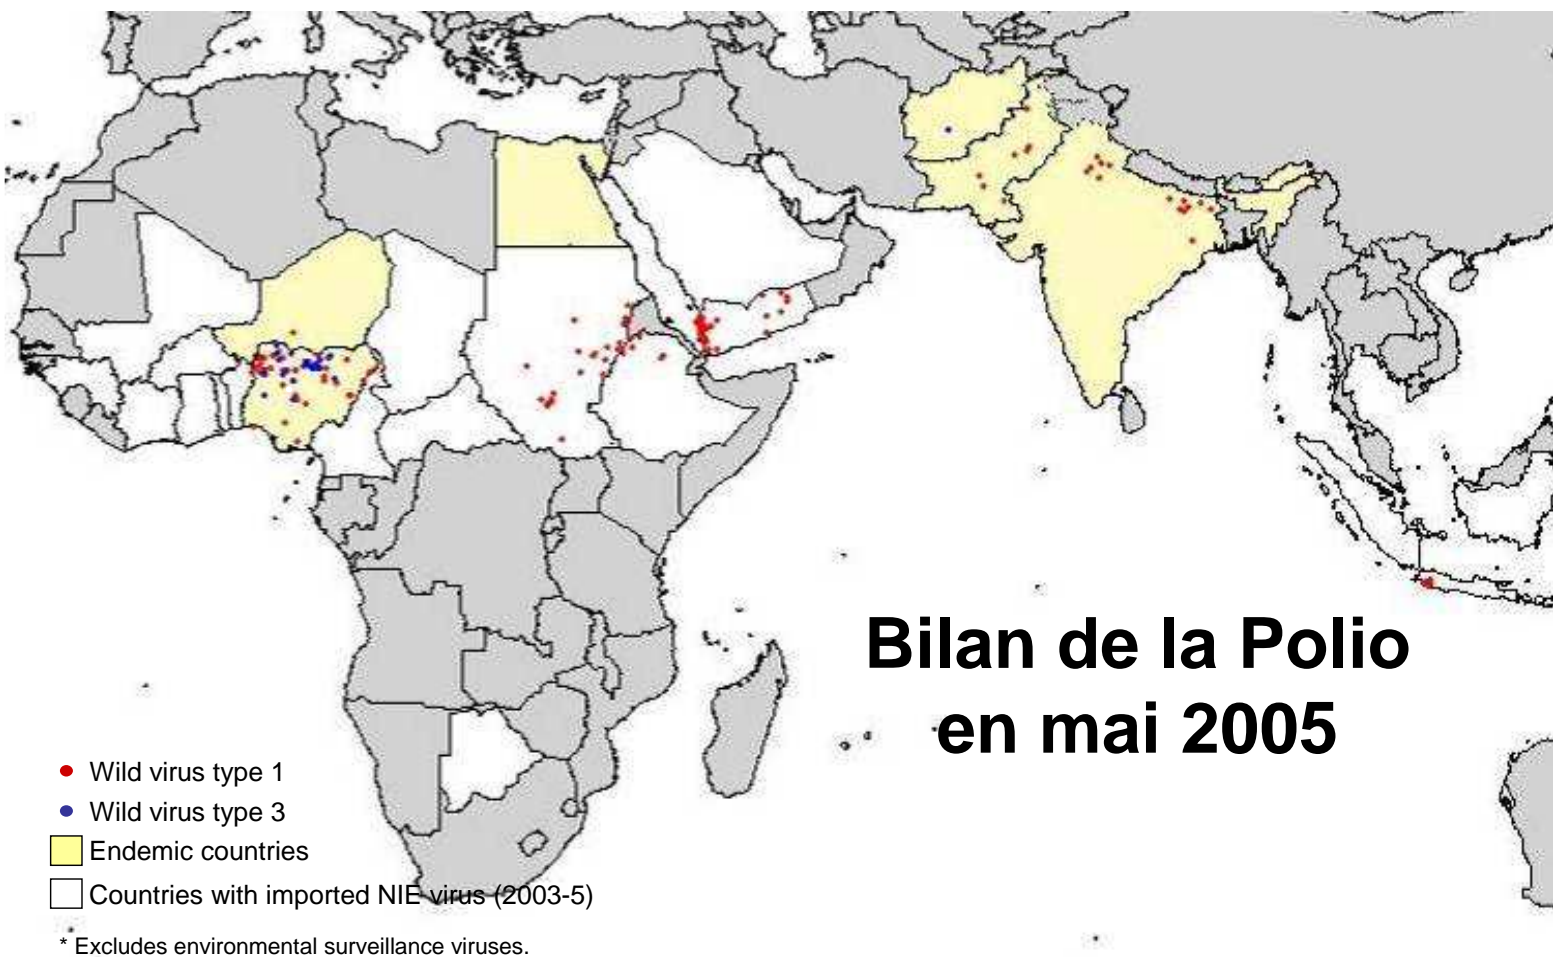 Bilan de la Polio
en mai 2005
Wild virus type 1
Wild virus type 3
Endemic countries
Countries with imported NIE virus (2003-5)
* Excludes environmental surveillance viruses.